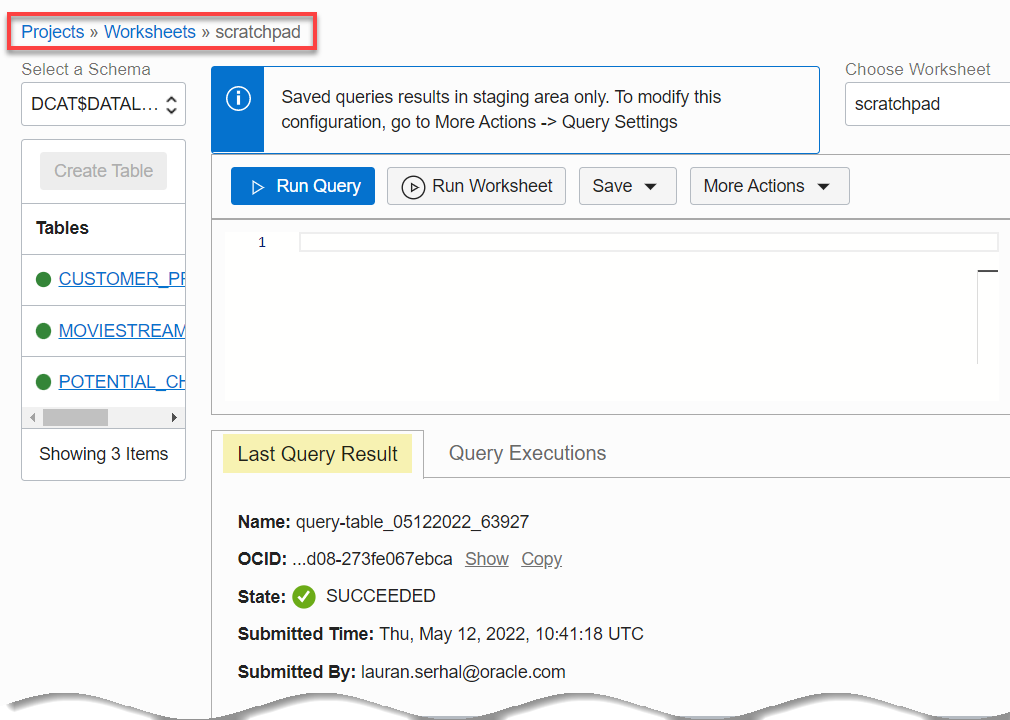 Projects » Worksheets » scratchpad
Select a Schema
DCAT$DATAL...
Create Table
Tables
CUSTOMER_PR
MOVIESTREAM
POTENTIAL_CH
Showing 3 Items
Saved queries results in staging area only. To modify this
configuration, go to More Actions -> Query Settings
Choose Worksheet
scratchpad
Run Query
Run Worksheet
Save
More Actions
1
Last Query Result
Query Executions
Name: query-table_05122022_63927
OCID: ...d08-273fe067ebca Show Copy
State: SUCCEEDED
Submitted Time: Thu, May 12, 2022, 10:41:18 UTC
Submitted By: lauran.serhal@oracle.com